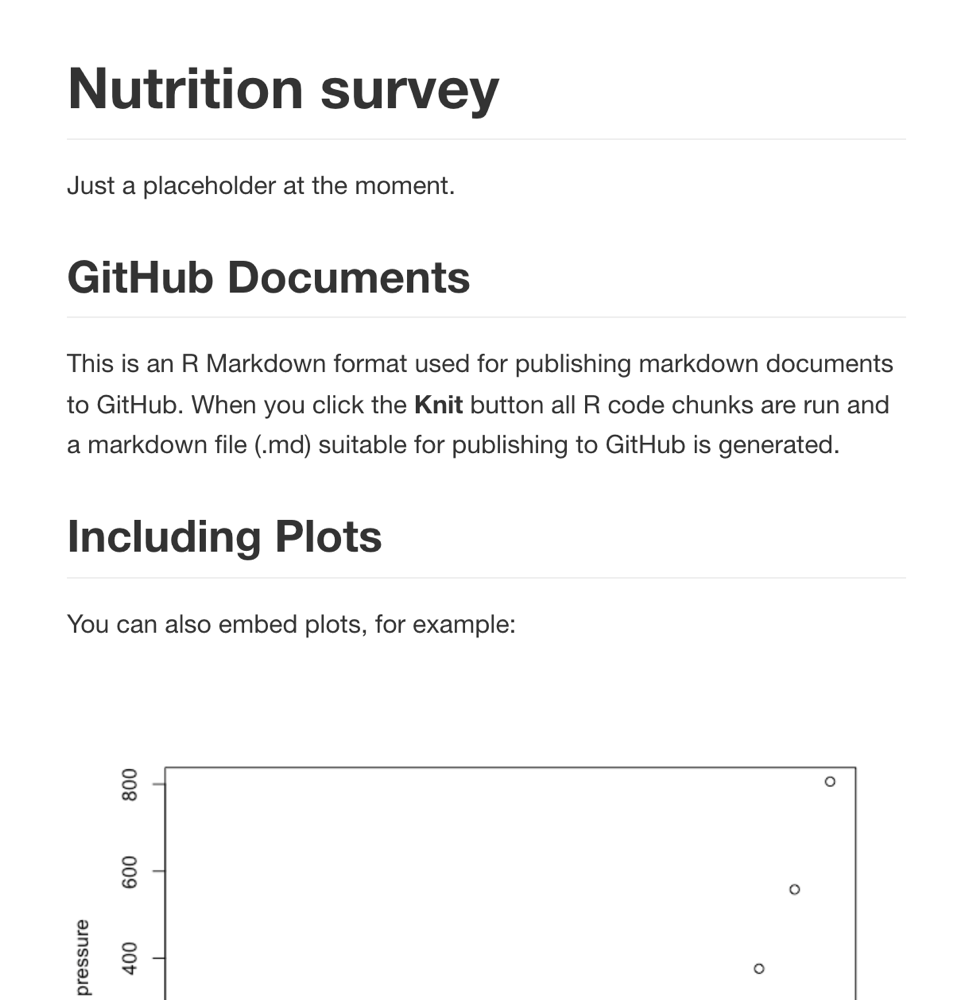 Nutrition survey
Just a placeholder at the moment.
GitHub Documents
This is an R Markdown format used for publishing markdown documents
to GitHub. When you click the Knit button all R code chunks are run and
a markdown file (.md) suitable for publishing to GitHub is generated.
Including Plots
You can also embed plots, for example:
800
600
400
pressure